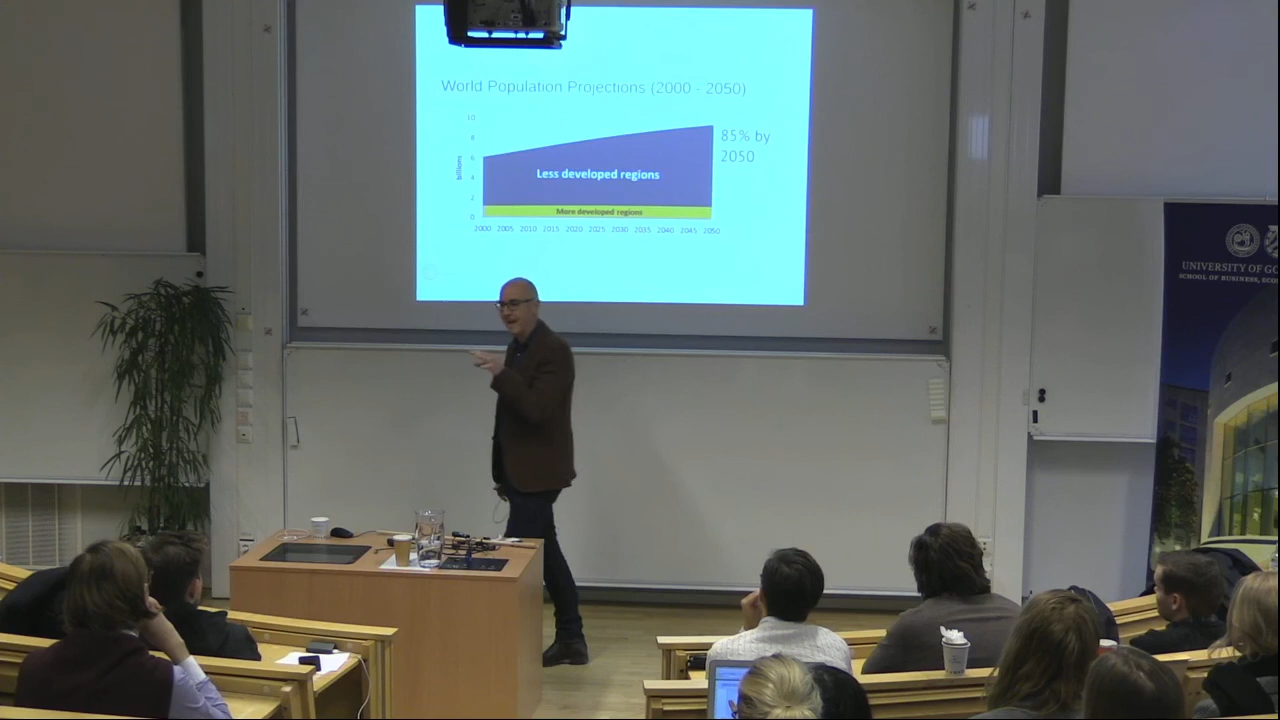 World Population Projections (2000 - 2050)
10
8
6
4
2
0
billions
Less developed regions
More developed regions
85% by
2050
2000 2005 2010 2015 2020 2025 2030 2035 2040 2045 2050
UNIVERSITY OF GO
SCHOOL OF BUSINESS, ECO